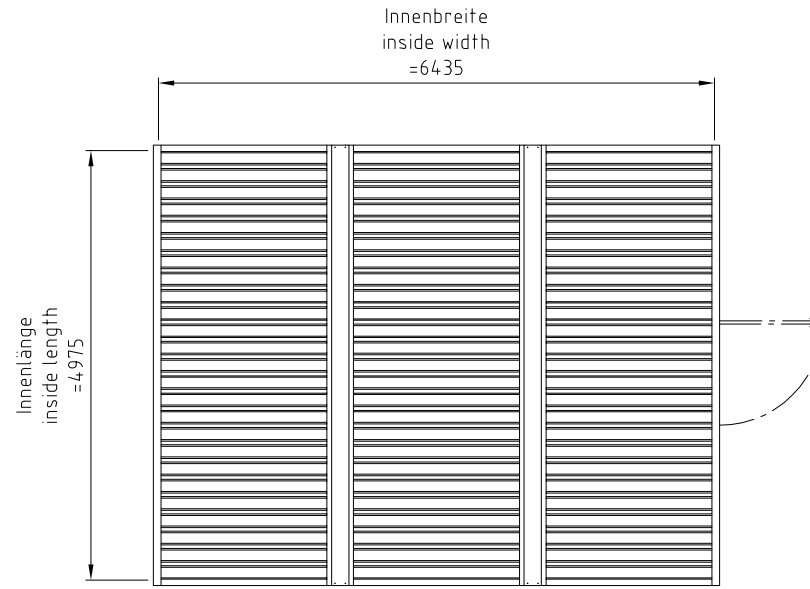 Innenbreite
inside width
=6435
Innenlänge
inside length
=4975